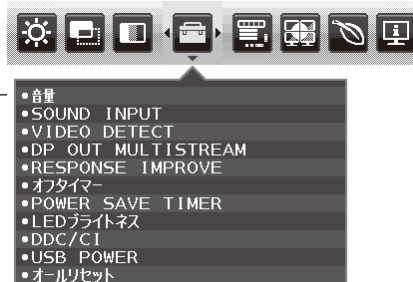 •音量
•SOUND INPUT
•VIDEO DETECT
•DP OUT MULTISTREAM
•RESPONSE IMPROVE
•オフタイマー
•POWER SAVE TIMER
•LEDブライトネス
•DDC/CI
•USB POWER
•オールリセット